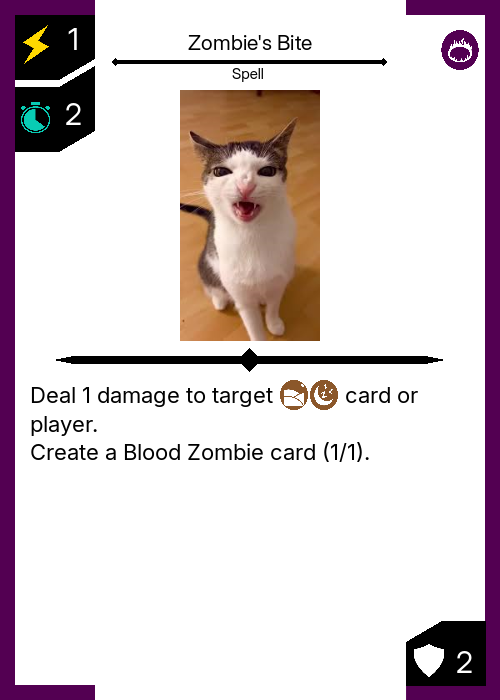 1
Zombie's Bite
Spell
2
Deal 1 damage to target card or
player.
Create a Blood Zombie card (1/1).
2